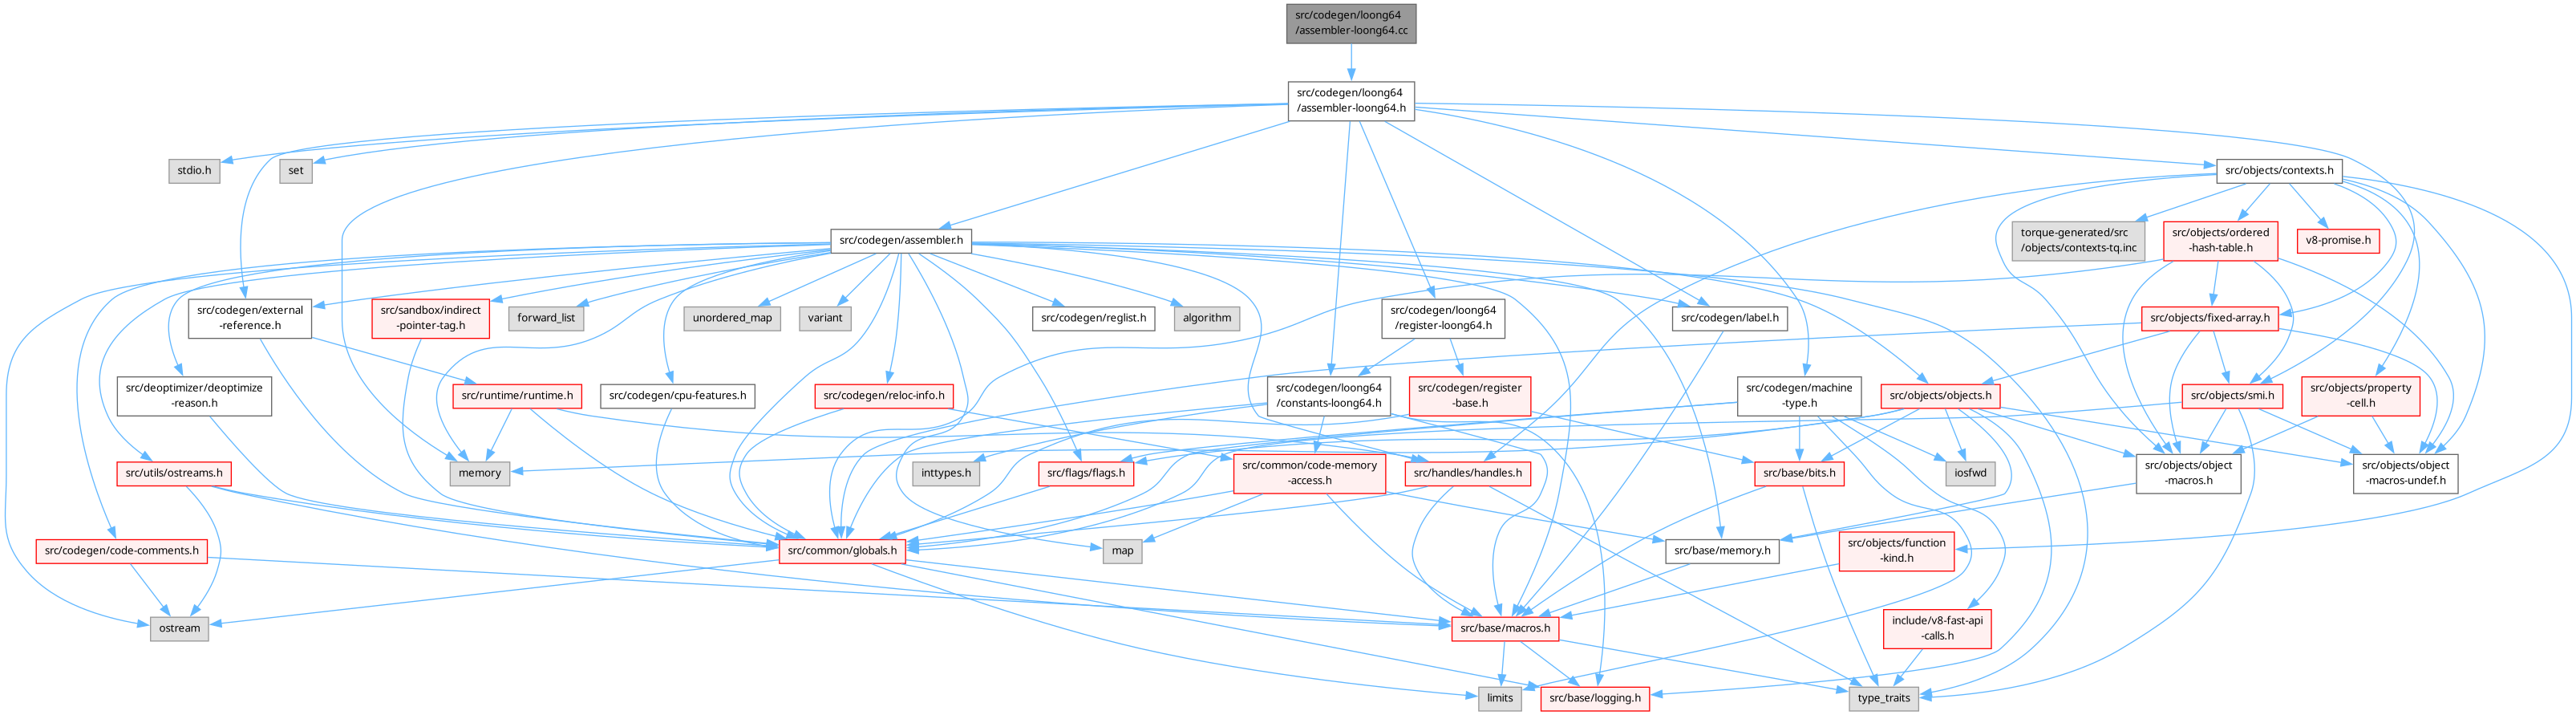 src/codegen/loong64
/assembler-loong64.cc
src/codegen/loong64
/assembler-loong64.h
stdio.h
set
src/objects/contexts.h
src/codegen/assembler.h
torque-generated/src
/objects/contexts-tq.inc
src/objects/ordered
-hash-table.h
v8-promise.h
src/codegen/external
-reference.h
src/sandbox/indirect
-pointer-tag.h
forward_list
unordered_map
variant
src/codegen/reglist.h
algorithm
src/codegen/loong64
/register-loong64.h
src/codegen/label.h
src/objects/fixed-array.h
src/deoptimizer/deoptimize
-reason.h
src/runtime/runtime.h
src/codegen/cpu-features.h
src/codegen/reloc-info.h
src/codegen/loong64
/constants-loong64.h
src/codegen/register
-base.h
src/codegen/machine
-type.h
src/objects/objects.h
src/objects/smi.h
src/objects/property
-cell.h
src/utils/ostreams.h
memory
inttypes.h
src/flags/flags.h
src/common/code-memory
-access.h
src/handles/handles.h
src/base/bits.h
iosfwd
src/objects/object
-macros.h
src/objects/object
-macros-undef.h
src/codegen/code-comments.h
src/common/globals.h
map
src/base/memory.h
src/objects/function
-kind.h
ostream
src/base/macros.h
include/v8-fast-api
-calls.h
limits
src/base/logging.h
type_traits